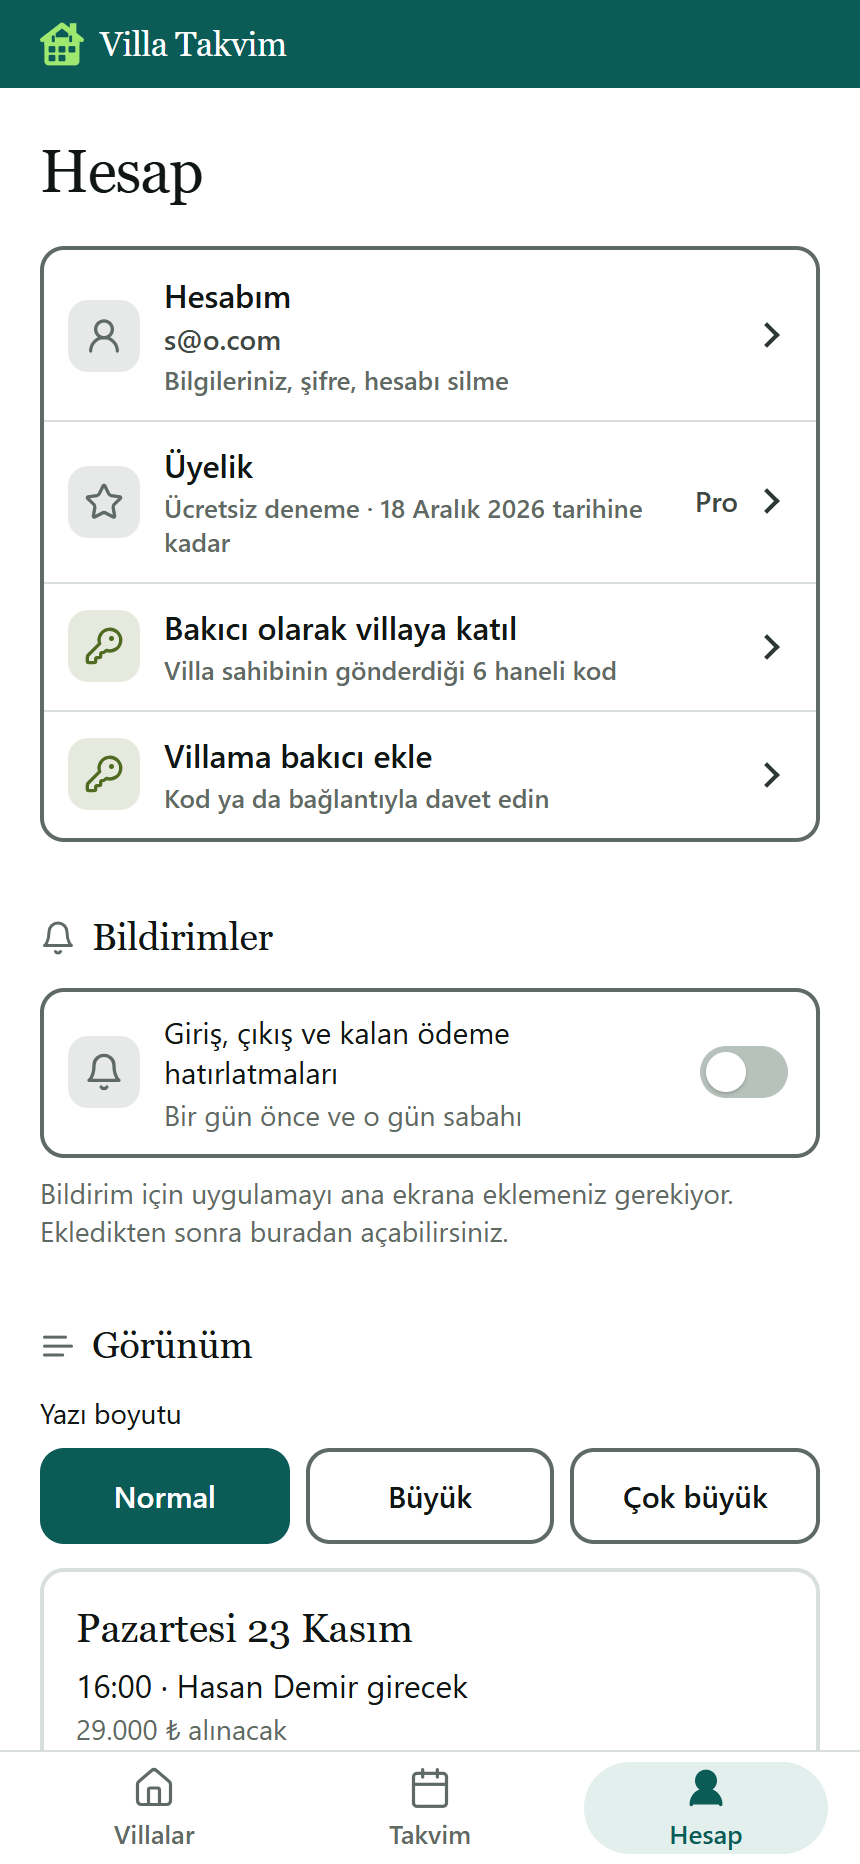 Villa Takvim
Hesap
Hesabım
s@o.com
Bilgileriniz, şifre, hesabı silme
Üyelik
Ücretsiz deneme · 18 Aralık 2026 tarihine
kadar
Pro
Bakıcı olarak villaya katıl
Villa sahibinin gönderdiği 6 haneli kod
Villama bakıcı ekle
Kod ya da bağlantıyla davet edin
Bildirimler
Giriş, çıkış ve kalan ödeme
hatırlatmaları
Bir gün önce ve o gün sabahı
Bildirim için uygulamayı ana ekrana eklemeniz gerekiyor.
Ekledikten sonra buradan açabilirsiniz.
Görünüm
Yazı boyutu
Normal
Büyük
Çok büyük
Pazartesi 23 Kasım
16:00 · Hasan Demir girecek
29.000 ₺ alınacak
Villalar
Takvim
Hesap